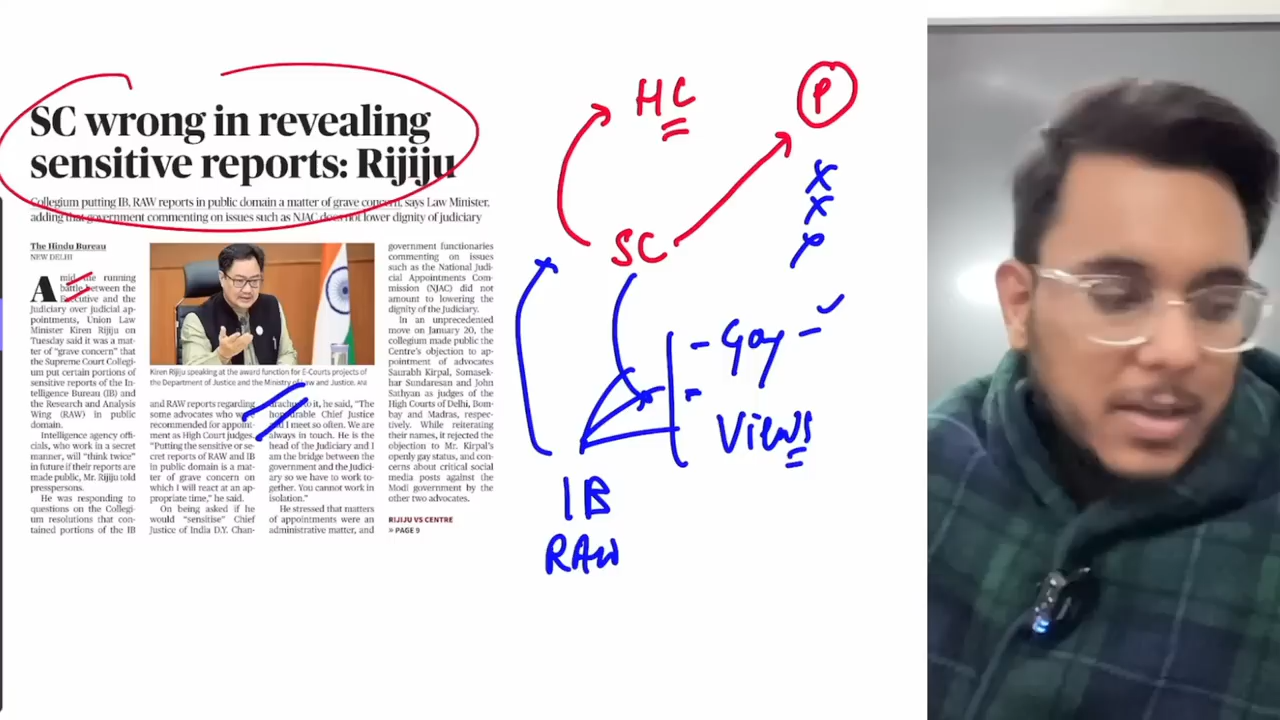 SC wrong in revealing
sensitive reports: Rijiju
Collegium putting IB, RAW reports in public domain a matter of grave concern, says Law Minister,
adding that government commenting on issues such as NJAC does not lower dignity of judiciary
The Hindu Bureau
NEW DELHI
Amid the running
battle between the
Executive and the
Judiciary over judicial ap-
pointments, Union Law
Minister Kiren Rijiju on
Tuesday said it was a mat-
ter of “grave concern” that
the Supreme Court Collegi-
um put certain portions of
sensitive reports of the In-
telligence Bureau (IB) and
the Research and Analysis
Wing (RAW) in public
domain.
Intelligence agency offi-
cials, who work in a secret
manner, will “think twice”
in future if their reports are
made public, Mr. Rijiju told
presspersons.
He was responding to
questions on the Collegi-
um resolutions that con-
tained portions of the IB
Kiren Rijiju speaking at the award function for E-Courts projects of
the Department of Justice and the Ministry of Law and Justice. ANI
and RAW reports regarding
some advocates who were
recommended for appoint-
ment as High Court judges.
“Putting the sensitive or se-
cret reports of RAW and IB
in public domain is a mat-
ter of grave concern on
which I will react at an ap-
propriate time,” he said.
On being asked if he
would “sensitise” Chief
Justice of India D.Y. Chan-
to it, he said, “The
honourable Chief Justice
and I meet so often. We are
always in touch. He is the
head of the Judiciary and I
am the bridge between the
government and the Judici-
ary so we have to work to-
gether. You cannot work in
isolation.”
He stressed that matters
of appointments were an
administrative matter, and
government functionaries
commenting on issues
such as the National Judi-
cial Appointments Com-
mission (NJAC) did not
amount to lowering the
dignity of the Judiciary.
In an unprecedented
move on January 20, the
collegium made public the
Centre’s objection to ap-
pointment of advocates
Saurabh Kirpal, Somasek-
har Sundaresan and John
Sathyan as judges of the
High Courts of Delhi, Bom-
bay and Madras, respec-
tively. While reiterating
their names, it rejected the
objection to Mr. Kirpal’s
openly gay status, and con-
cerns about critical social
media posts against the
Modi government by the
other two advocates.
RIJIJU VS CENTRE
» PAGE 9
HC
P
X
X
SC
- Gay -
-
Views
IB
RAW